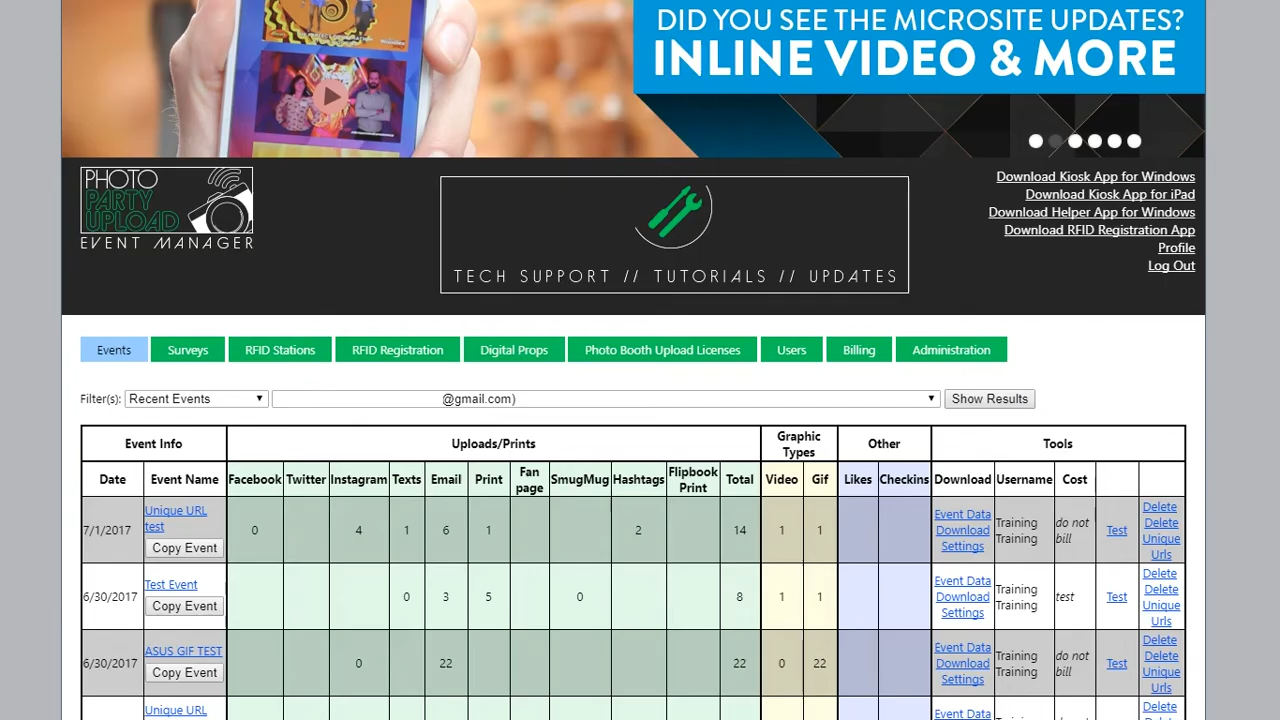 DID YOU SEE THE MICROSITE UPDATES?
INLINE VIDEO & MORE
PHOTO
PARTY
UPLOAD
EVENT MANAGER
TECH SUPPORT // TUTORIALS // UPDATES
Download Kiosk App for Windows
Download Kiosk App for iPad
Download Helper App for Windows
Download RFID Registration App
Profile
Log Out
Events Surveys RFID Stations RFID Registration Digital Props Photo Booth Upload Licenses Users Billing Administration
Filter(s): Recent Events @gmail.com) Show Results
Event Info Uploads/Prints Graphic Types Other Tools
Date Event Name Facebook Twitter Instagram Texts Email Print Fan page SmugMug Hashtags Flipbook Print Total Video Gif Likes Checkins Download Username Cost
7/1/2017 Unique URL test Copy Event 0 4 1 6 1 2 14 1 1 Event Data Download Settings Training Training do not bill Test Delete Delete Unique Urls
6/30/2017 Test Event Copy Event 0 3 5 0 8 1 1 Event Data Download Settings Training Training test Test Delete Delete Unique Urls
6/30/2017 ASUS GIF TEST Copy Event 0 22 22 0 22 Event Data Download Settings Training Training do not bill Test Delete Delete Unique Urls
Unique URL Event Data Delete